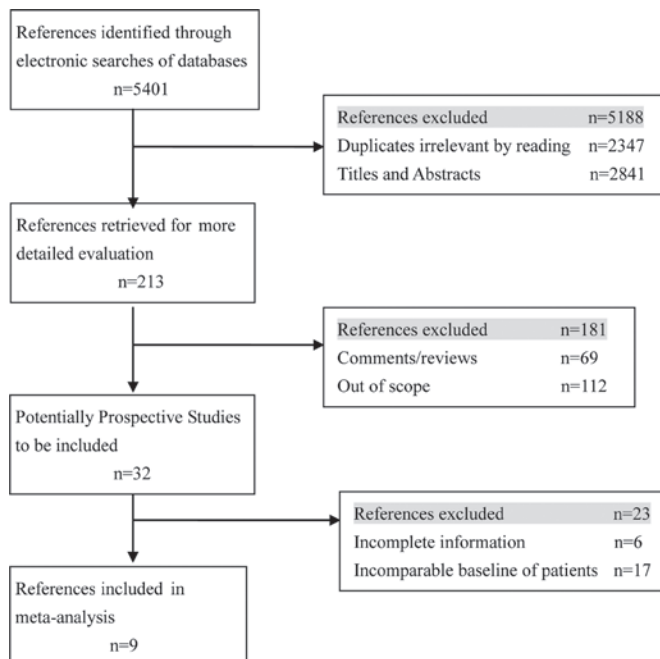 References identified through
electronic searches of databases
n=5401
References excluded n=5188
Duplicates irrelevant by reading n=2347
Titles and Abstracts n=2841
References retrieved for more
detailed evaluation
n=213
References excluded n=181
Comments/reviews n=69
Out of scope n=112
Potentially Prospective Studies
to be included
n=32
References excluded n=23
Incomplete information n=6
Incomparable baseline of patients n=17
References included in
meta-analysis
n=9